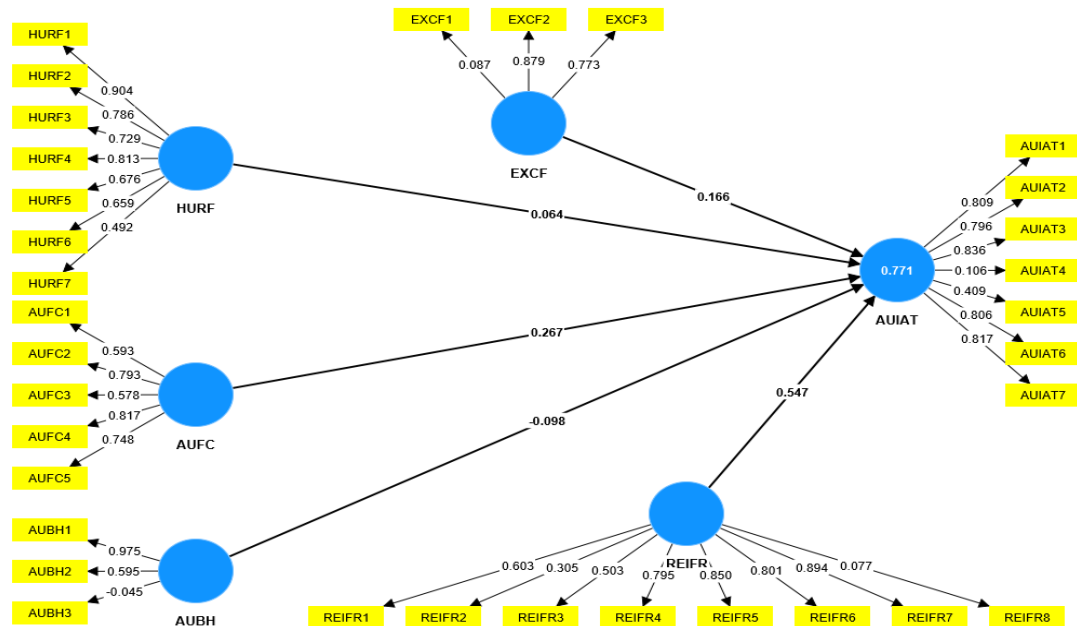 EXCF1
EXCF2
EXCF3
0.087
0.879
0.773
EXCF
HURF1
HURF2
HURF3
HURF4
HURF5
HURF6
HURF7
0.904
0.786
0.729
0.813
0.676
0.659
0.492
HURF
AUFC1
AUFC2
AUFC3
AUFC4
AUFC5
0.593
0.793
0.578
0.817
0.748
AUFC
AUBH1
AUBH2
AUBH3
0.975
0.595
-0.045
AUBH
0.166
0.064
0.267
-0.098
0.547
0.771
AUIAT
0.809
0.796
0.836
0.106
0.409
0.806
0.817
AUIAT1
AUIAT2
AUIAT3
AUIAT4
AUIAT5
AUIAT6
AUIAT7
REIFR
0.603
0.305
0.503
0.795
0.850
0.801
0.894
0.077
REIFR1
REIFR2
REIFR3
REIFR4
REIFR5
REIFR6
REIFR7
REIFR8